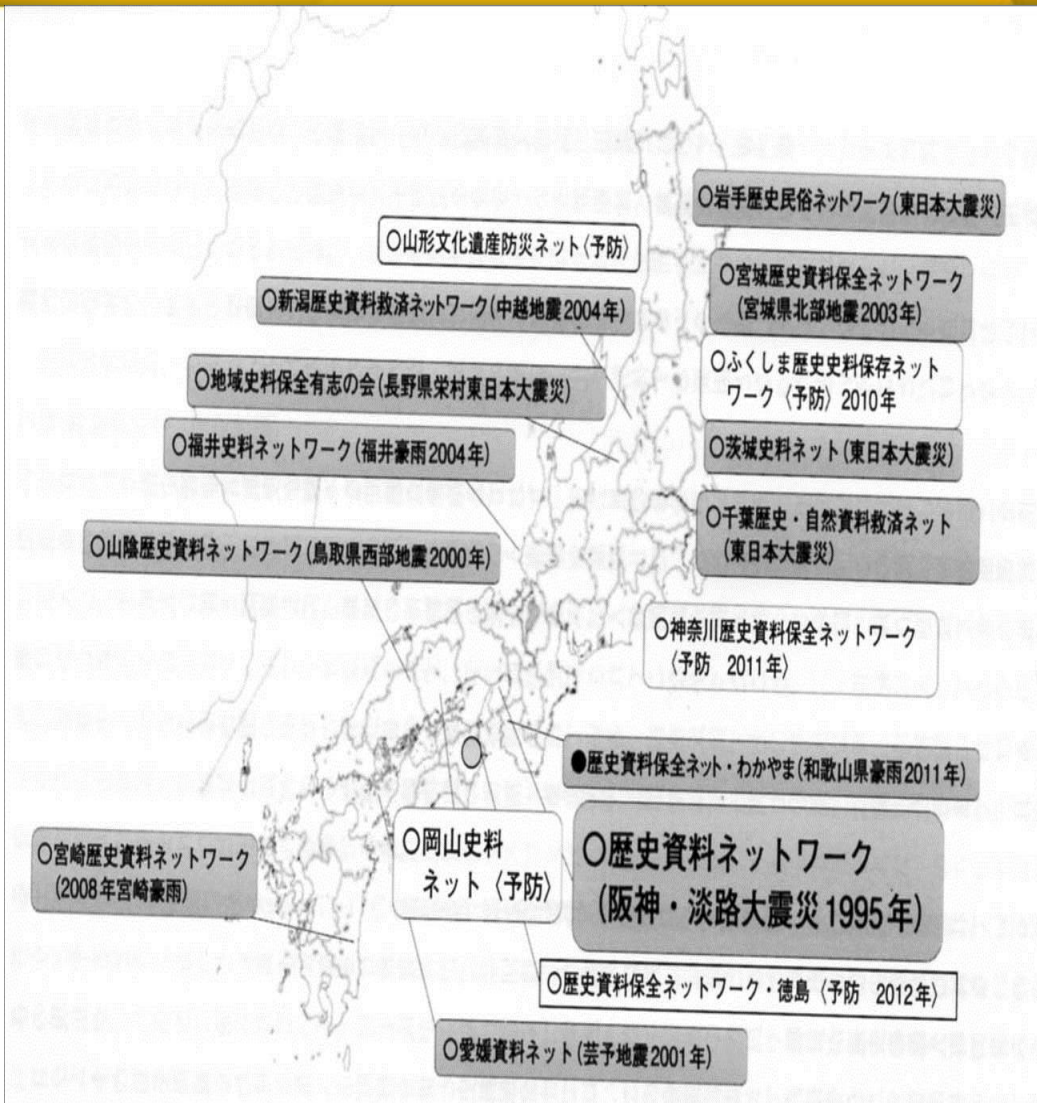 ○岩手歴史民俗ネットワーク(東日本大震災)
○山形文化遺産防災ネット〈予防〉
○宮城歴史資料保全ネットワーク
(宮城県北部地震2003年)
○新潟歴史資料救済ネットワーク(中越地震2004年)
○ふくしま歴史史料保存ネット
ワーク〈予防〉2010年
○地域史料保全有志の会(長野県栄村東日本大震災)
○福井史料ネットワーク(福井豪雨2004年)
○茨城史料ネット(東日本大震災)
○千葉歴史・自然資料救済ネット
(東日本大震災)
○山陰歴史資料ネットワーク(鳥取県西部地震2000年)
○神奈川歴史資料保全ネットワーク
〈予防　2011年〉
●歴史資料保全ネット・わかやま(和歌山県豪雨2011年)
○宮崎歴史資料ネットワーク
(2008年宮崎豪雨)
○岡山史料
ネット〈予防〉
○歴史資料ネットワーク
(阪神・淡路大震災1995年)
○歴史資料保全ネットワーク・徳島〈予防　2012年〉
○愛媛資料ネット(芸予地震2001年)